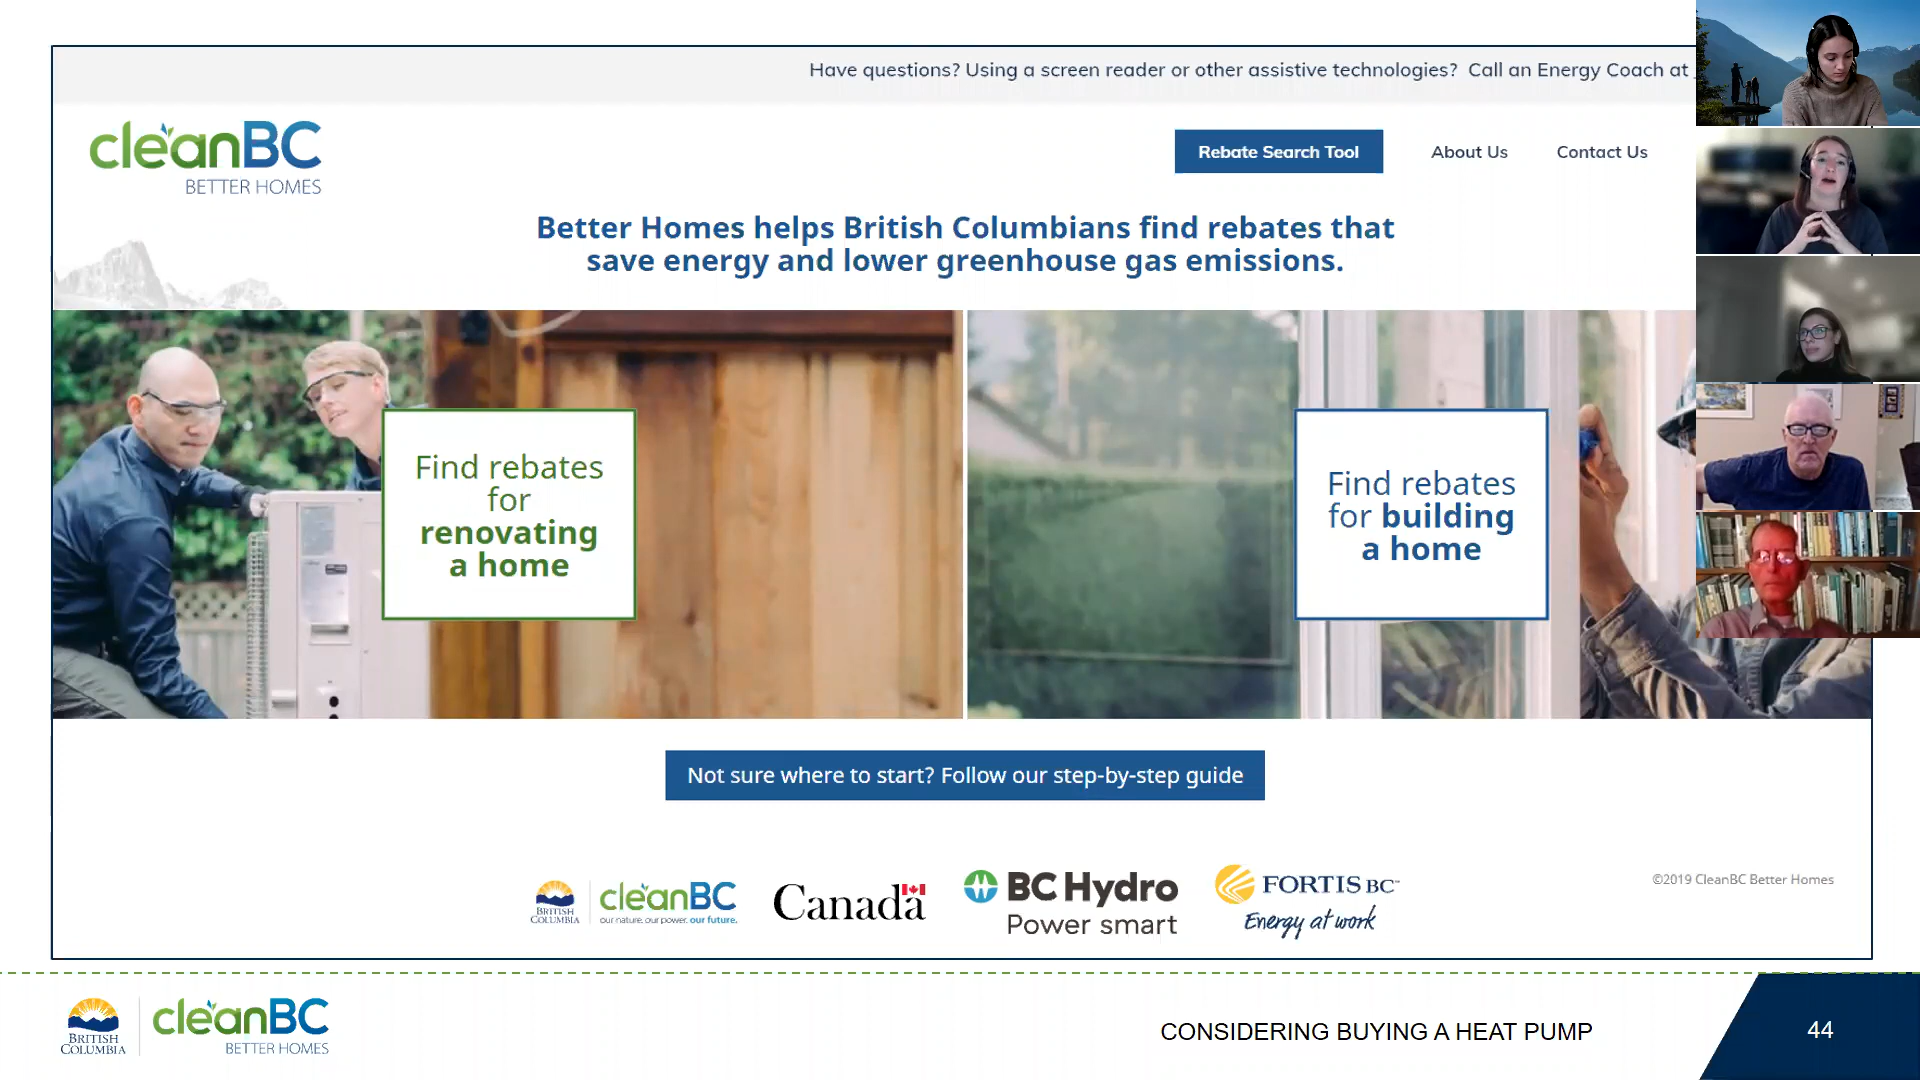 Have questions? Using a screen reader or other assistive technologies? Call an Energy Coach at
cleanBC
BETTER HOMES
Rebate Search Tool
About Us
Contact Us
Better Homes helps British Columbians find rebates that
save energy and lower greenhouse gas emissions.
Find rebates
for
renovating
a home
Find rebates
for building
a home
Not sure where to start? Follow our step-by-step guide
BRITISH
COLUMBIA
cleanBC
our nature. our power. our future.
Canada
BC Hydro
Power smart
FORTIS BC™
Energy at work
©2019 CleanBC Better Homes
BRITISH
COLUMBIA
cleanBC
BETTER HOMES
CONSIDERING BUYING A HEAT PUMP
44